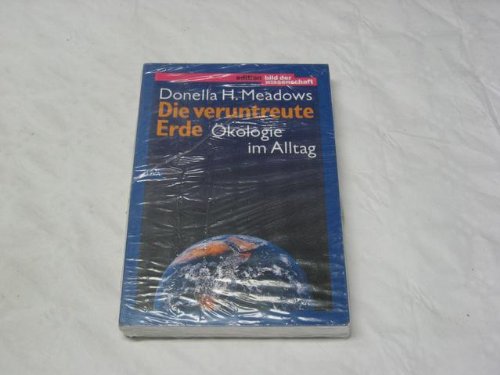 edition bild der
wissenschaft
Donella H. Meadows
Die veruntreute
Erde Ökologie
im Alltag